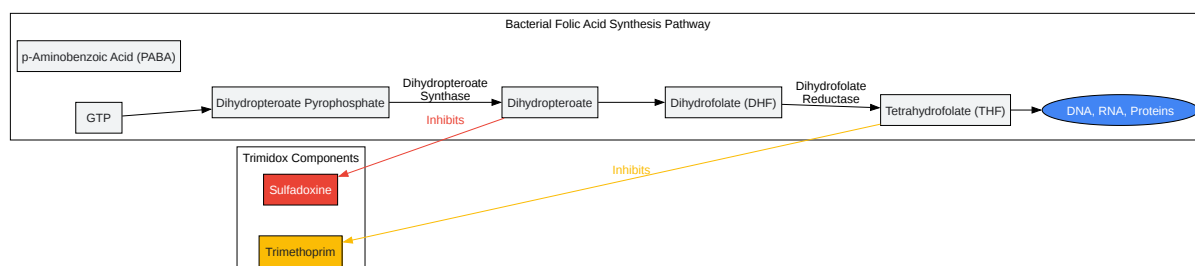 Bacterial Folic Acid Synthesis Pathway
p-Aminobenzoic Acid (PABA)
GTP
Dihydropteroate Pyrophosphate
Dihydropteroate
Synthase
Dihydropteroate
Dihydrofolate (DHF)
Dihydrofolate
Reductase
Tetrahydrofolate (THF)
DNA, RNA, Proteins
Inhibits
Inhibits
Trimidox Components
Sulfadoxine
Trimethoprim